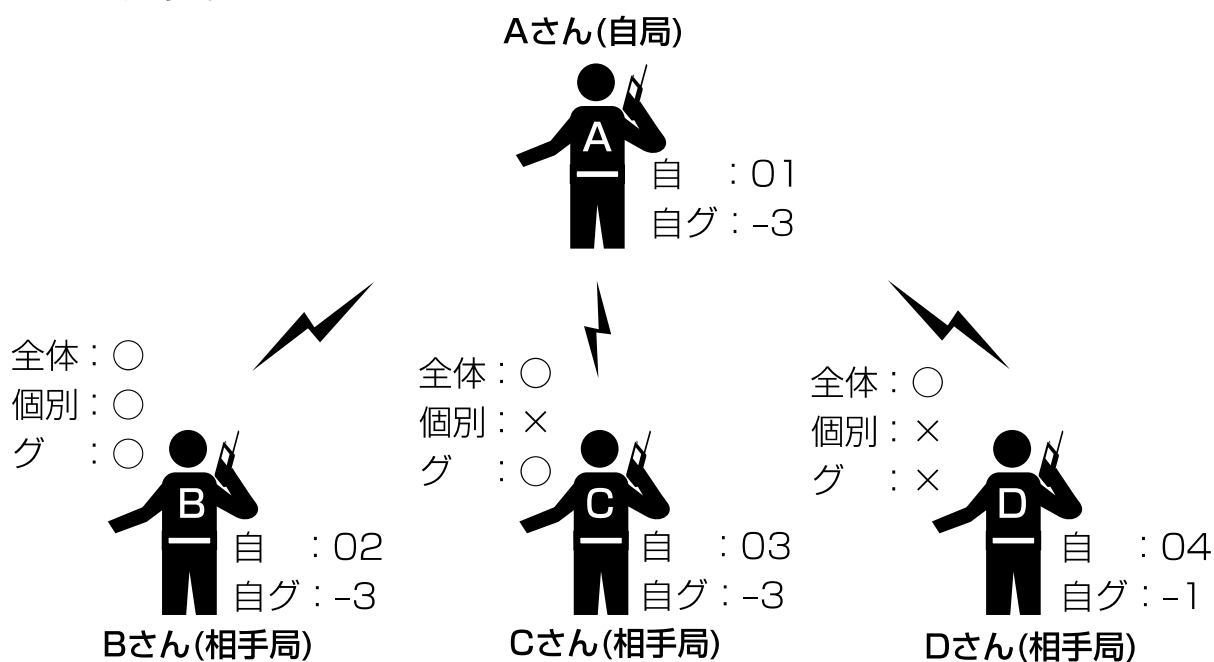 Aさん(自局)
A
自　：01
自グ：–3
全体：○
個別：○
グ　：○
B
自　：02
自グ：–3
Bさん(相手局)
全体：○
個別：×
グ　：○
C
自　：03
自グ：–3
Cさん(相手局)
全体：○
個別：×
グ　：×
D
自　：04
自グ：–1
Dさん(相手局)